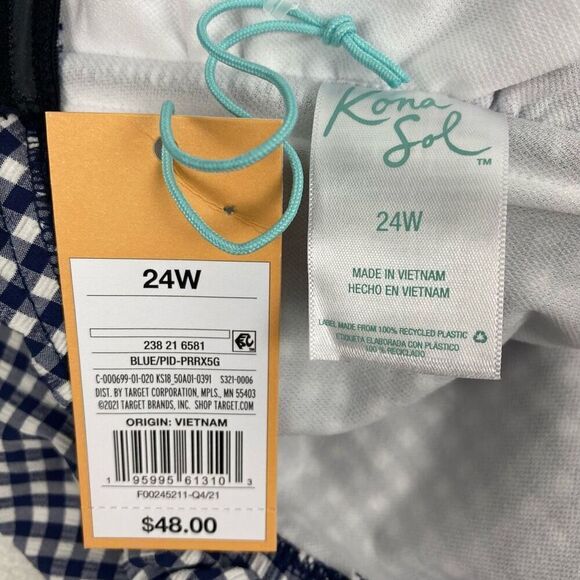 Kona
Sol
TM
24W
MADE IN VIETNAM
HECHO EN VIETNAM
LABEL MADE FROM 100% RECYCLED PLASTIC
ETIQUETA ELABORADA CON PLÁSTICO
100 % RECICLADO
24W
238 21 6581
BLUE/PID-PRRX5G
C-000699-01-020 KS18_50A01-0391 S321-0006
DIST. BY TARGET CORPORATION, MPLS., MN 55403
©2021 TARGET BRANDS, INC. SHOP TARGET.COM
ORIGIN: VIETNAM
1 95995 61310 3
F00245211-Q4/21
$48.00